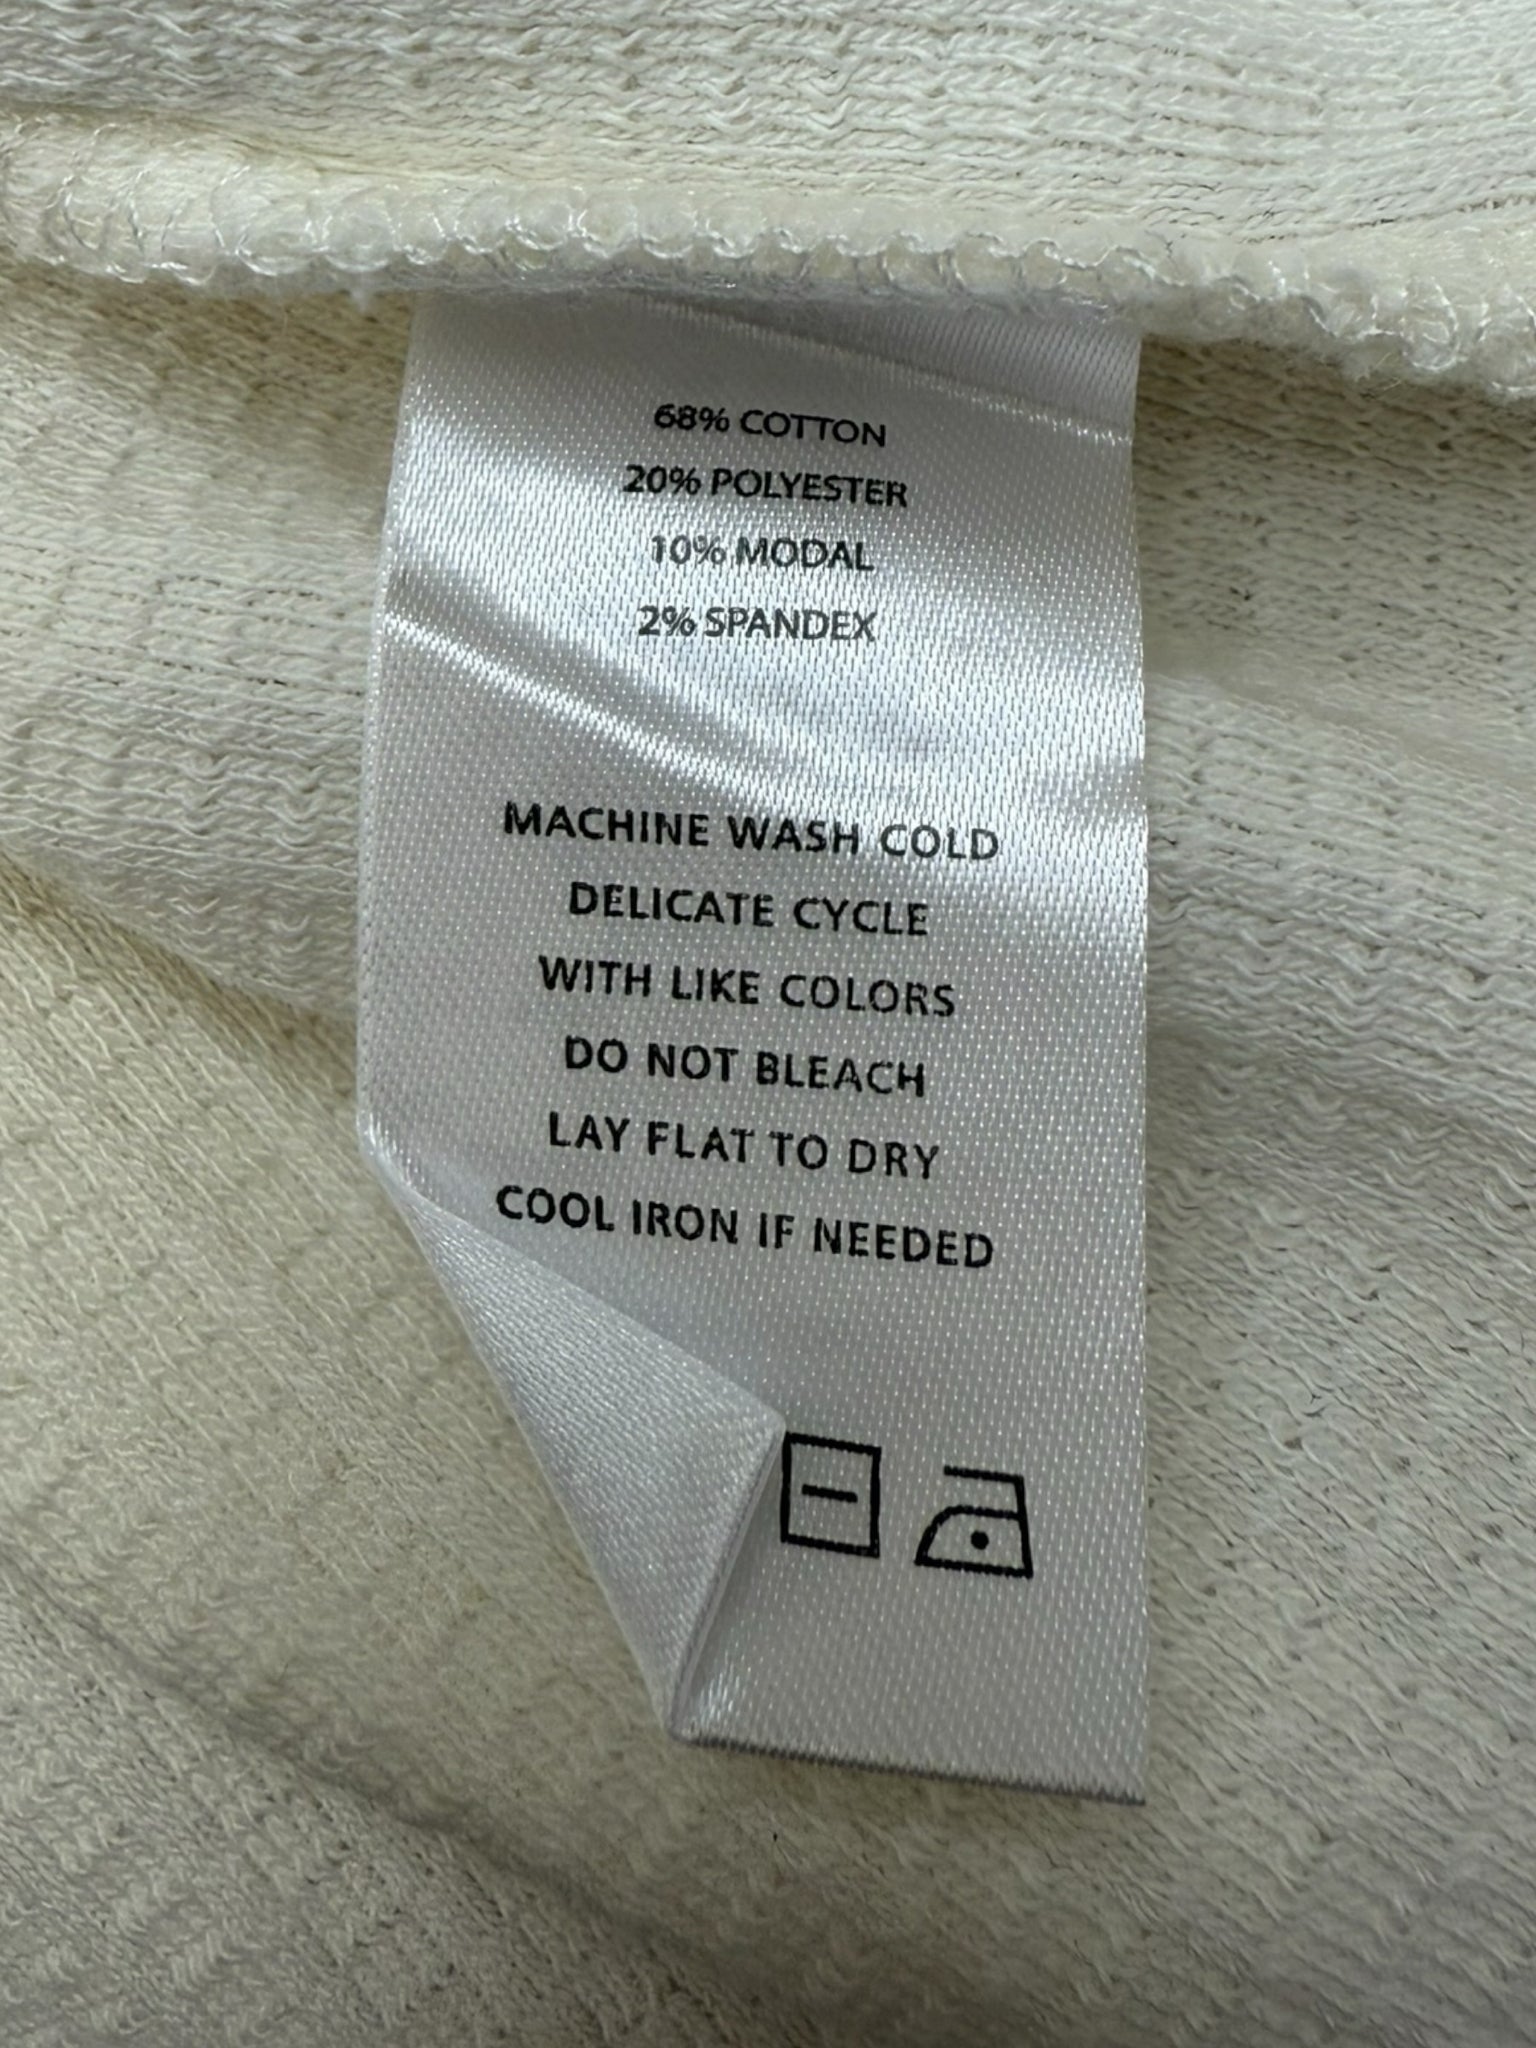 68% COTTON
20% POLYESTER
10% MODAL
2% SPANDEX
MACHINE WASH COLD
DELICATE CYCLE
WITH LIKE COLORS
DO NOT BLEACH
LAY FLAT TO DRY
COOL IRON IF NEEDED